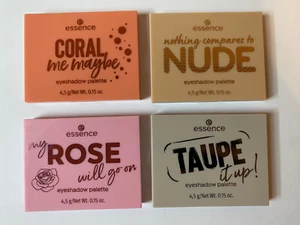 essence
CORAL
me maybe
eyeshadow palette
4,5 g/Net Wt. 0.15 oz.
essence
nothing compares to
NUDE
eyeshadow palette
4,5 g/Net Wt. 0.15 oz.
essence
my
ROSE
will go on
eyeshadow palette
4,5 g/Net Wt. 0.15 oz.
essence
TAUPE
it up!
eyeshadow palette
4,5 g/Net Wt. 0.15 oz.